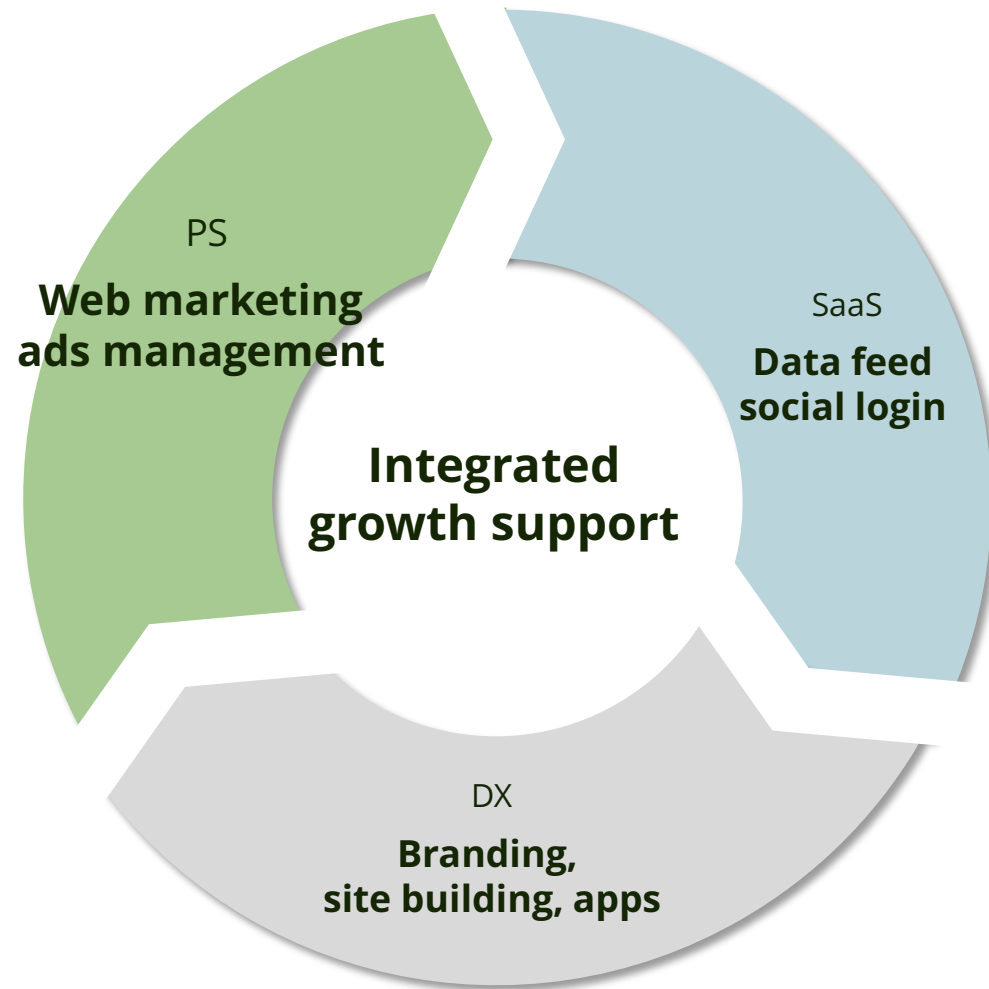 PS
Web marketing
ads management
SaaS
Data feed
social login
Integrated
growth support
DX
Branding,
site building, apps